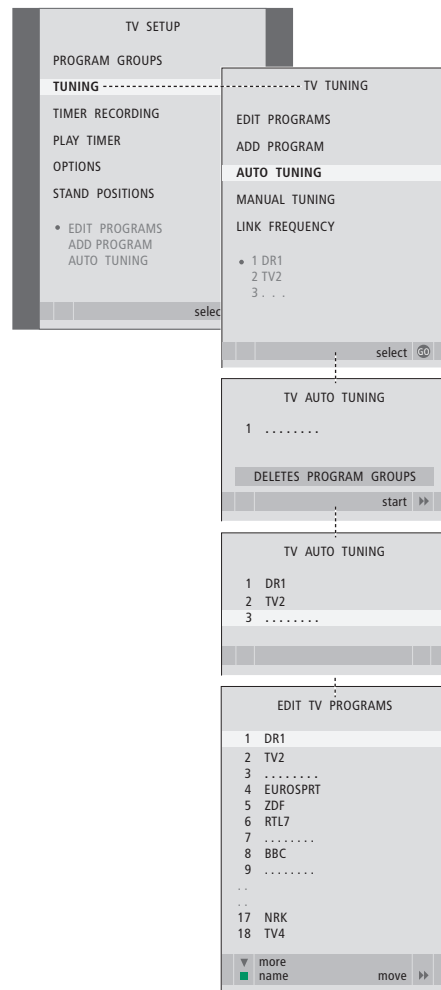 TV SETUP
PROGRAM GROUPS
TUNING
TIMER RECORDING
PLAY TIMER
OPTIONS
STAND POSITIONS
• EDIT PROGRAMS
ADD PROGRAM
AUTO TUNING
selec
TV TUNING
EDIT PROGRAMS
ADD PROGRAM
AUTO TUNING
MANUAL TUNING
LINK FREQUENCY
• 1 DR1
2 TV2
3 . . .
select GO
TV AUTO TUNING
1 ........
DELETES PROGRAM GROUPS
start
TV AUTO TUNING
1 DR1
2 TV2
3 ........
EDIT TV PROGRAMS
1 DR1
2 TV2
3 ........
4 EUROSPRT
5 ZDF
6 RTL7
7 ........
8 BBC
9 ........
. .
. .
17 NRK
18 TV4
▼ more
■ name move